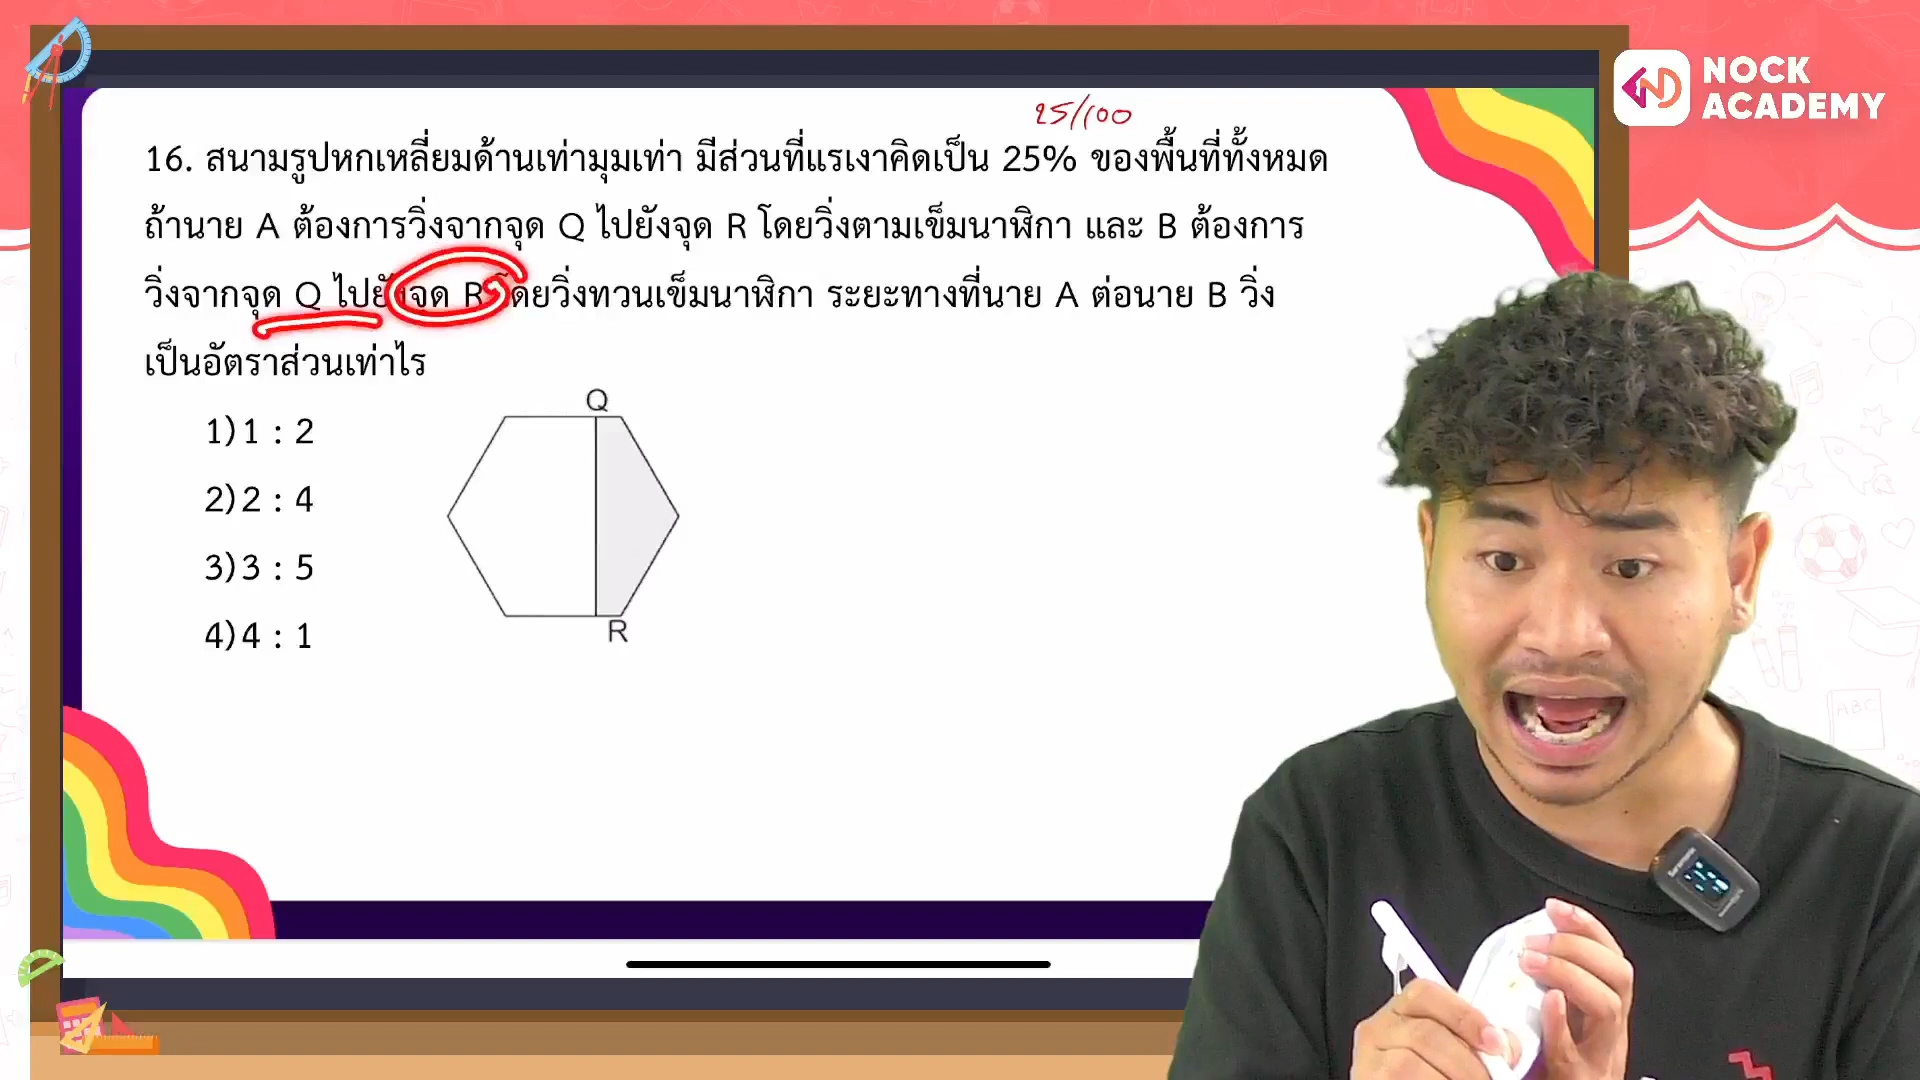 NOCK
ACADEMY
25/100
16. สนามรูปหกเหลี่ยมด้านเท่ามุมเท่า มีส่วนที่แรเงาคิดเป็น 25% ของพื้นที่ทั้งหมด
ถ้านาย A ต้องการวิ่งจากจุด Q ไปยังจุด R โดยวิ่งตามเข็มนาฬิกา และ B ต้องการ
วิ่งจากจุด Q ไปยังจุด R โดยวิ่งทวนเข็มนาฬิกา ระยะทางที่นาย A ต่อนาย B วิ่ง
เป็นอัตราส่วนเท่าไร
1) 1 : 2
2) 2 : 4
3) 3 : 5
4) 4 : 1
Q
R
ABC